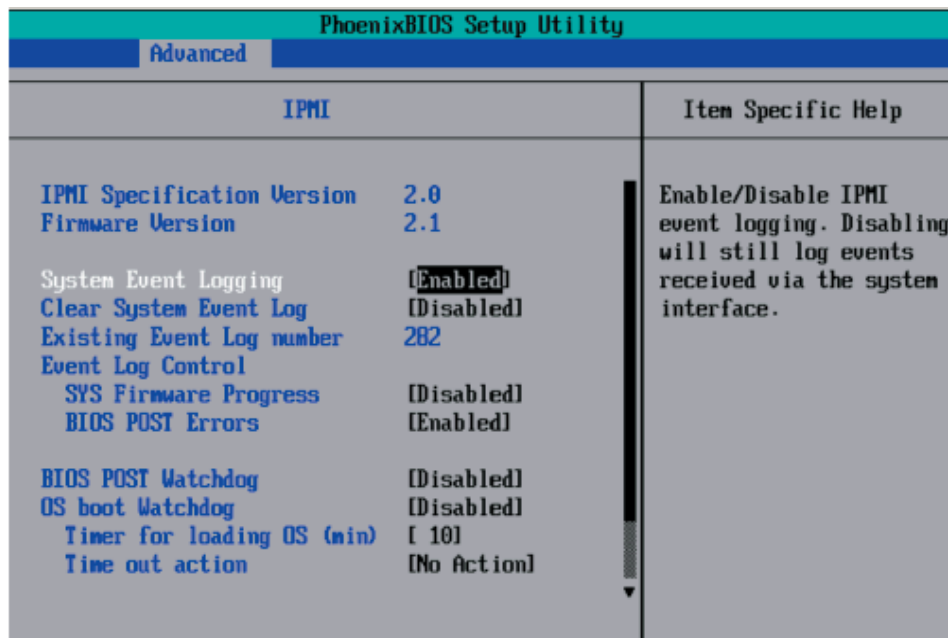 PhoenixBIOS Setup Utility
Advanced
IPMI
Item Specific Help
IPMI Specification Version 2.0
Firmware Version 2.1
System Event Logging [Enabled]
Clear System Event Log [Disabled]
Existing Event Log number 282
Event Log Control
SYS Firmware Progress [Disabled]
BIOS POST Errors [Enabled]
BIOS POST Watchdog [Disabled]
OS boot Watchdog [Disabled]
Timer for loading OS (min) [ 10]
Time out action [No Action]
Enable/Disable IPMI
event logging. Disabling
will still log events
received via the system
interface.